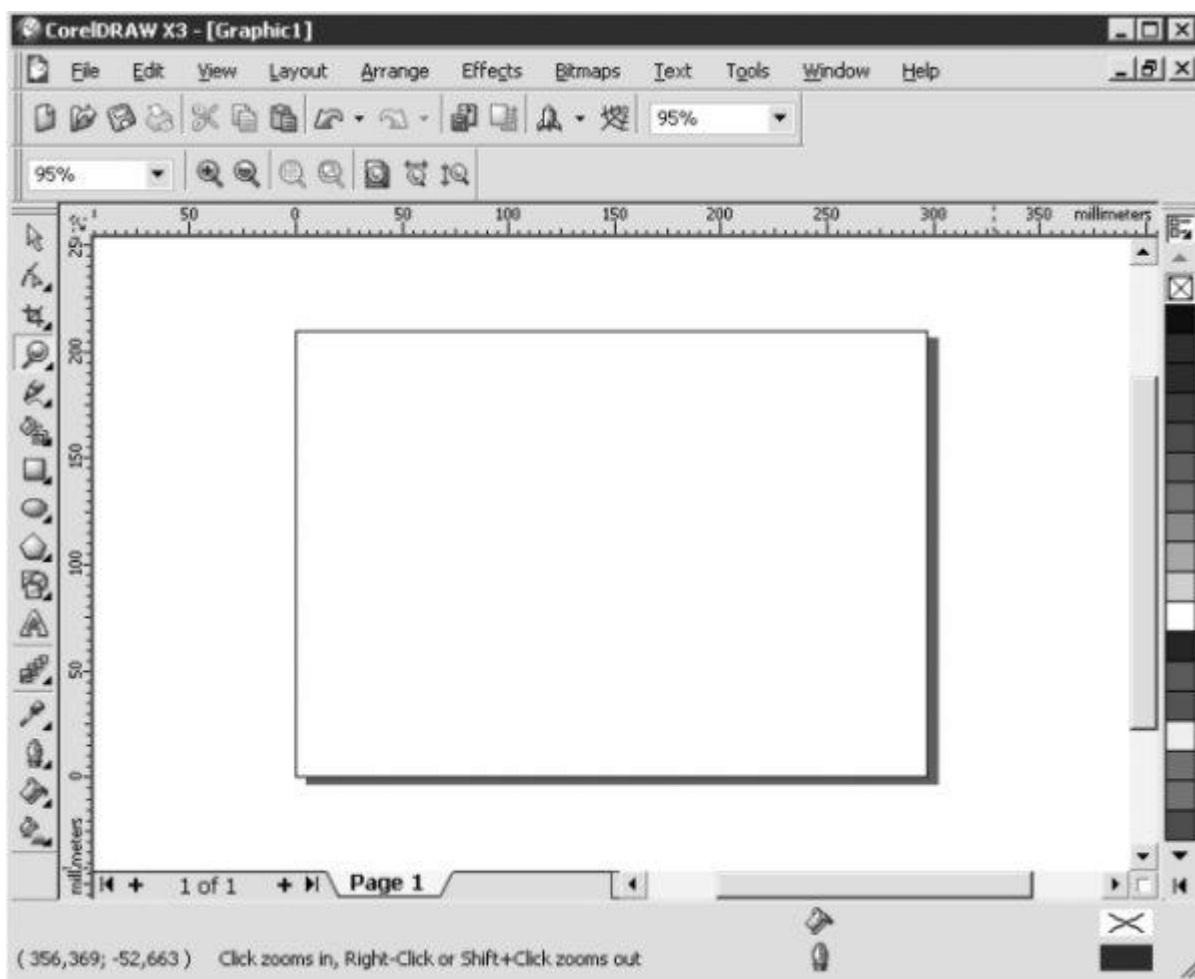 CorelDRAW X3 - [Graphic1]
File Edit View Layout Arrange Effects Bitmaps Text Tools Window Help
95%
95%
50 0 50 100 150 200 250 300 350 millimeters
250
200
150
100
50
0
millimeters
1 of 1 Page 1
( 356,369; -52,663 ) Click zooms in, Right-Click or Shift+Click zooms out